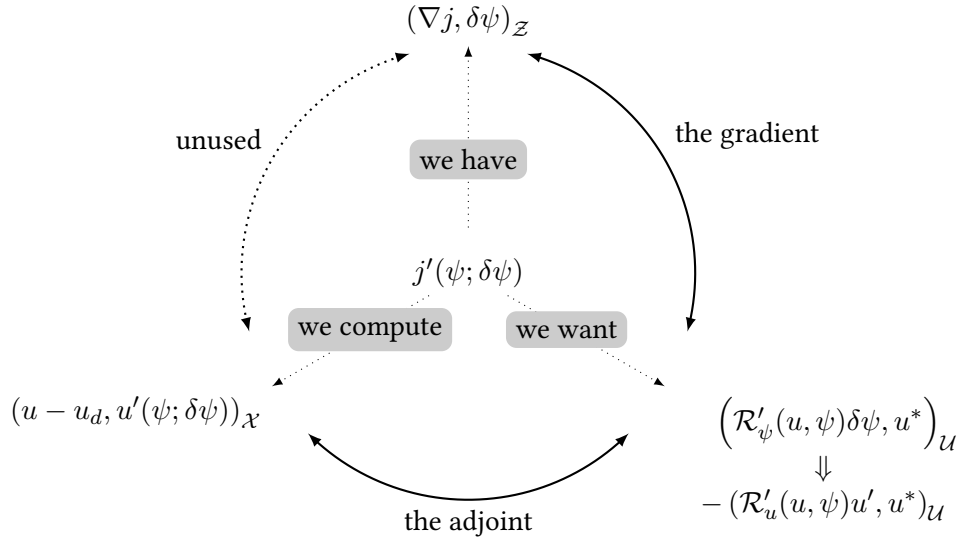 (∇j, δψ)_𝒵
unused
the gradient
we have
j′(ψ; δψ)
we compute
we want
(u − u_d, u′(ψ; δψ))_𝒳
(ℛ′_ψ(u, ψ)δψ, u*)_𝒰
⇓
− (ℛ′_u(u, ψ)u′, u*)_𝒰
the adjoint